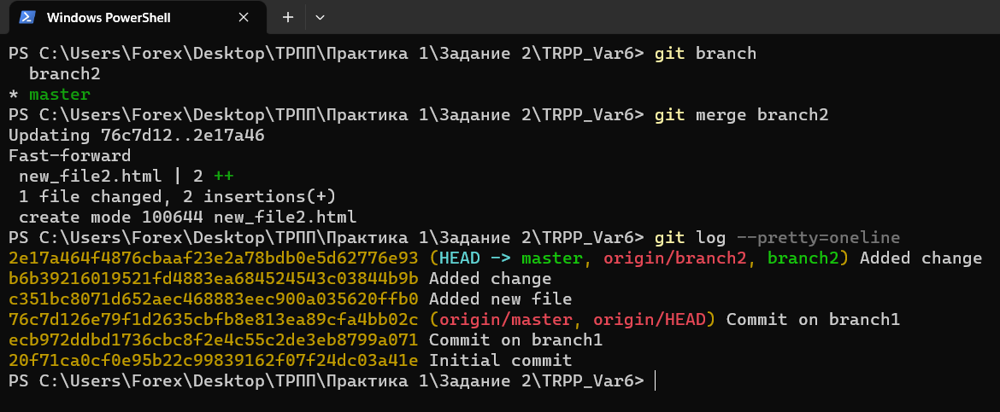 Windows PowerShell
PS C:\Users\Forex\Desktop\ТРПП\Практика 1\Задание 2\TRPP_Var6> git branch
  branch2
* master
PS C:\Users\Forex\Desktop\ТРПП\Практика 1\Задание 2\TRPP_Var6> git merge branch2
Updating 76c7d12..2e17a46
Fast-forward
 new_file2.html | 2 ++
 1 file changed, 2 insertions(+)
 create mode 100644 new_file2.html
PS C:\Users\Forex\Desktop\ТРПП\Практика 1\Задание 2\TRPP_Var6> git log --pretty=oneline
2e17a464f4876cbaaf23e2a78bdb0e5d62776e93 (HEAD -> master, origin/branch2, branch2) Added change
b6b39216019521fd4883ea684524543c03844b9b Added change
c351bc8071d652aec468883eec900a035620ffb0 Added new file
76c7d126e79f1d2635cbfb8e813ea89cfa4bb02c (origin/master, origin/HEAD) Commit on branch1
ecb972ddbd1736cbc8f2e4c55c2de3eb8799a071 Commit on branch1
20f71ca0cf0e95b22c99839162f07f24dc03a41e Initial commit
PS C:\Users\Forex\Desktop\ТРПП\Практика 1\Задание 2\TRPP_Var6>